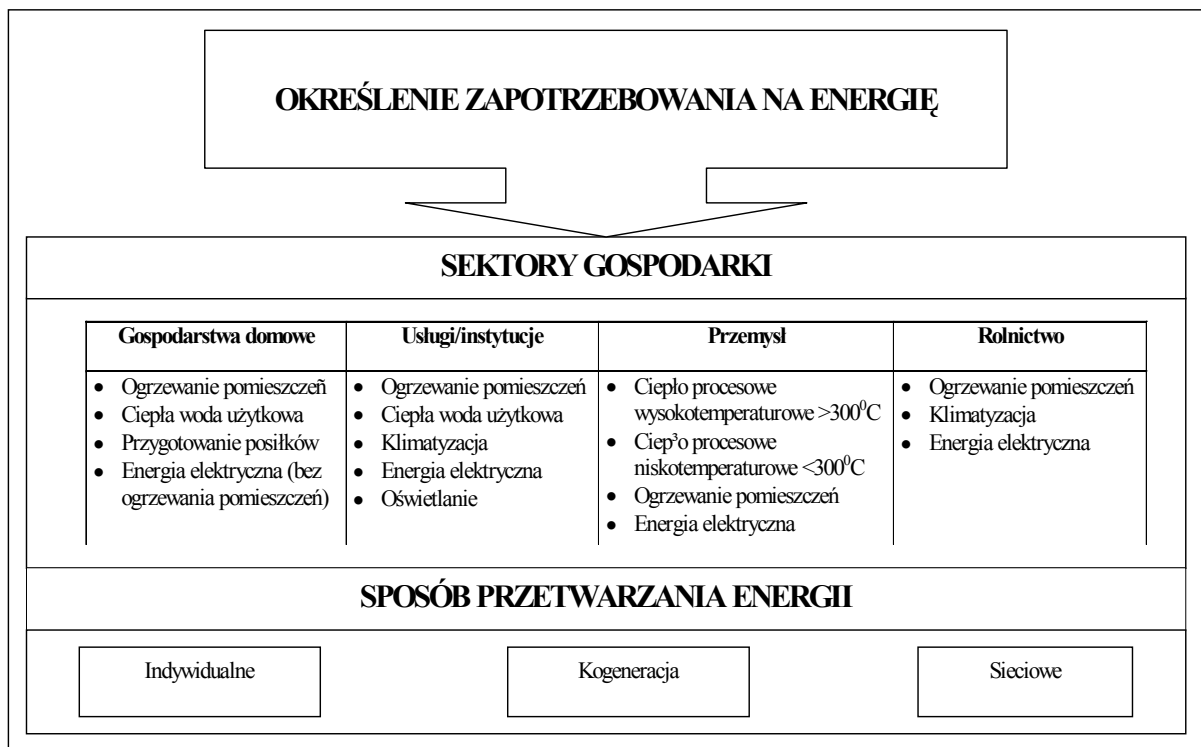 OKREŚLENIE ZAPOTRZEBOWANIA NA ENERGIĘ
SEKTORY GOSPODARKI
Gospodarstwa domowe
● Ogrzewanie pomieszczeñ
● Ciepła woda użytkowa
● Przygotowanie posiłków
● Energia elektryczna (bez
ogrzewania pomieszczeń)
Usługi/instytucje
● Ogrzewanie pomieszczeń
● Ciepła woda użytkowa
● Klimatyzacja
● Energia elektryczna
● Oświetlanie
Przemysł
● Ciepło procesowe
wysokotemperaturowe >300⁰C
● Ciep³o procesowe
niskotemperaturowe <300⁰C
● Ogrzewanie pomieszczeń
● Energia elektryczna
Rolnictwo
● Ogrzewanie pomieszczeń
● Klimatyzacja
● Energia elektryczna
SPOSÓB PRZETWARZANIA ENERGII
Indywidualne
Kogeneracja
Sieciowe